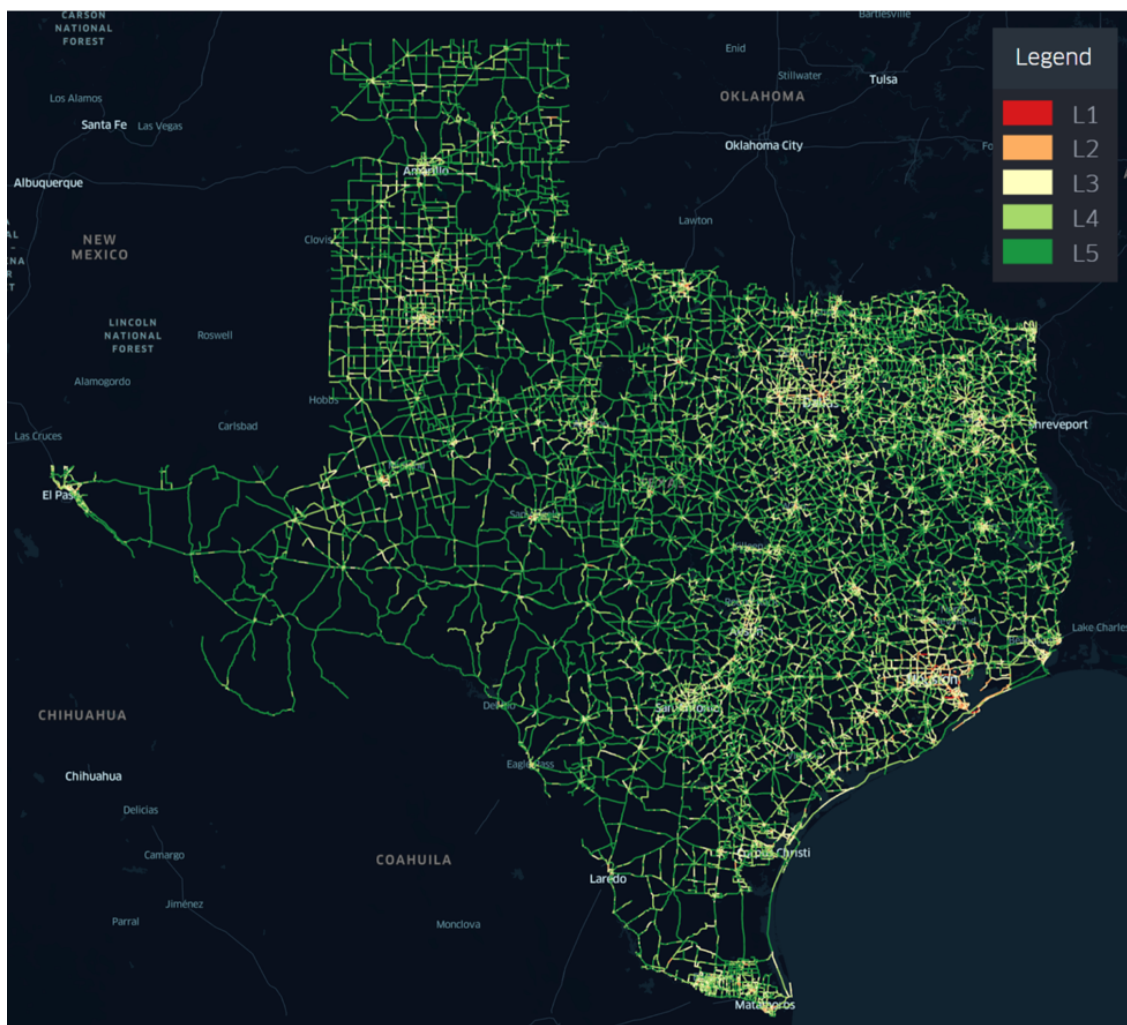 CARSON
NATIONAL
FOREST
Bartlesville
Enid
Stillwater
Tulsa
Los Alamos
OKLAHOMA
Santa Fe
Las Vegas
Oklahoma City
Albuquerque
Amarillo
Lawton
NEW
MEXICO
Clovis
LINCOLN
NATIONAL
FOREST
Roswell
Alamogordo
Hobbs
Carlsbad
Las Cruces
Dallas
hreveport
El Pas
Lake Charles
Houston
San Antonio
CHIHUAHUA
Del Rio
Chihuahua
Eagle Pass
Delicias
Camargo
COAHUILA
Corpus Christi
Laredo
Jiménez
Parral
Monclova
Matamoros
Legend
L1
L2
L3
L4
L5